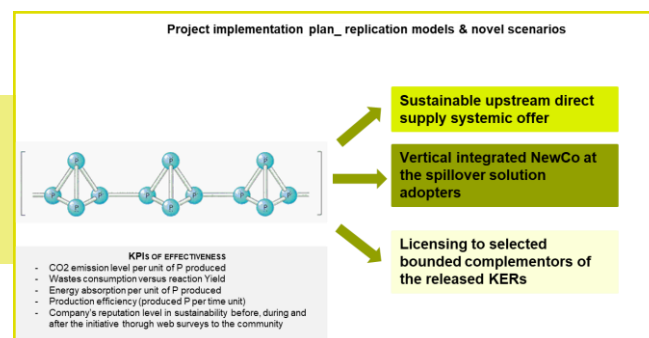 Project implementation plan_ replication models & novel scenarios
Sustainable upstream direct
supply systemic offer
P
P
P
Vertical integrated NewCo at
the spillover solution
adopters
P
P
P
P
P
P
P
P
P
Licensing to selected
bounded complementors of
the released KERs
KPIs OF EFFECTIVENESS
- CO2 emission level per unit of P produced
- Wastes consumption versus reaction Yield
- Energy absorption per unit of P produced
- Production efficiency (produced P per time unit)
- Company's reputation level in sustainability before, during and
after the initiative thorugh web surveys to the community